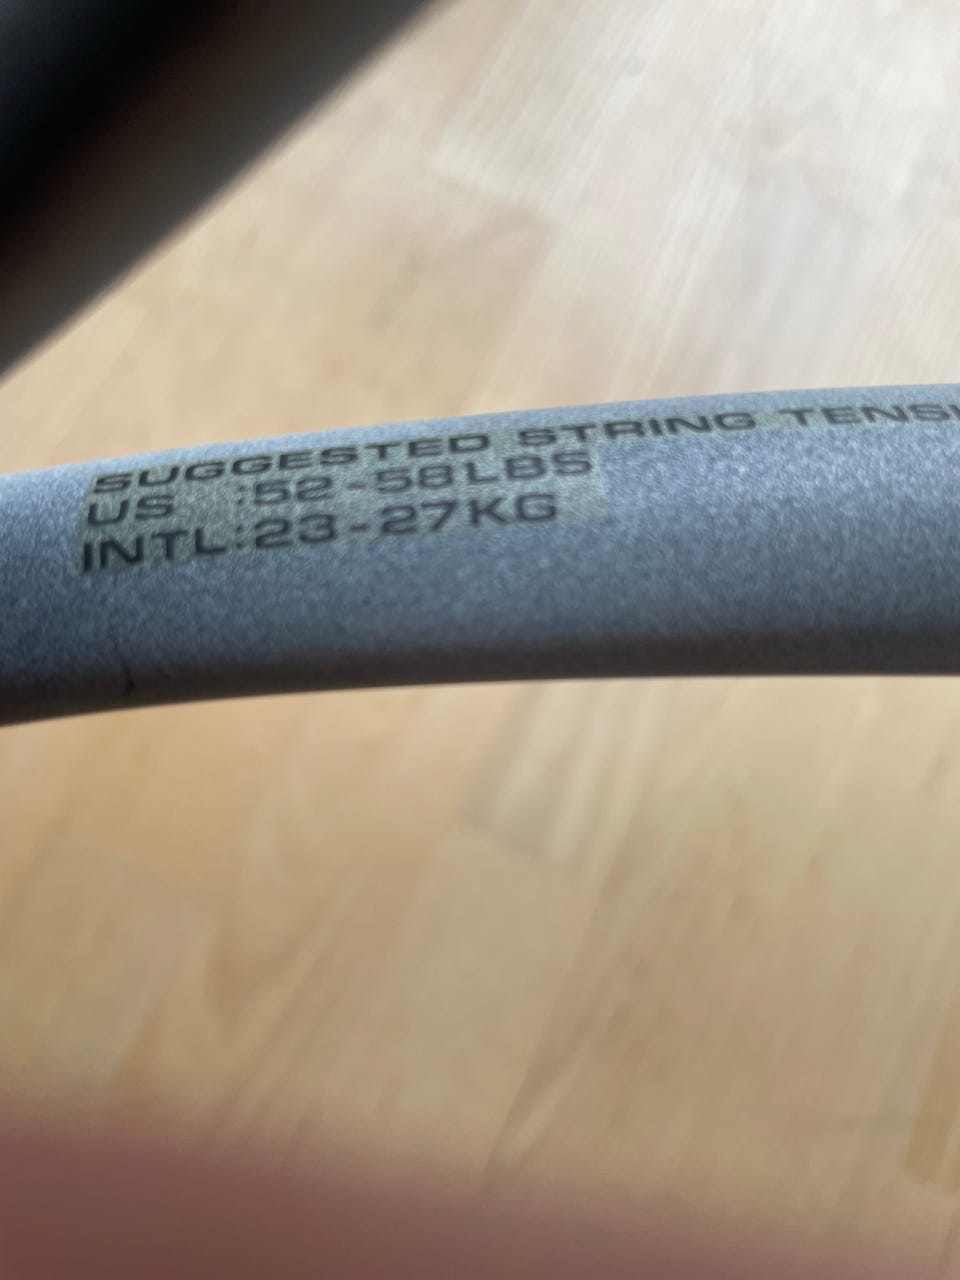 SUGGESTED STRING
US :52-58LBS
INTL:23-27KG